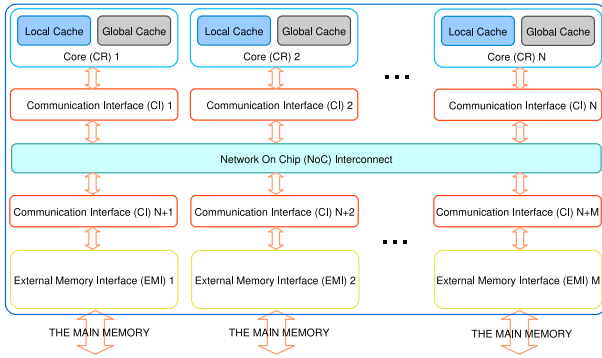 Local Cache Global Cache Local Cache Global Cache Local Cache Global Cache
Core (CR) 1 Core (CR) 2 Core (CR) N
Communication Interface (CI) 1 Communication Interface (CI) 2 Communication Interface (CI) N
Network On Chip (NoC) Interconnect
Communication Interface (CI) N+1 Communication Interface (CI) N+2 Communication Interface (CI) N+M
External Memory Interface (EMI) 1 External Memory Interface (EMI) 2 External Memory Interface (EMI) M
THE MAIN MEMORY THE MAIN MEMORY THE MAIN MEMORY